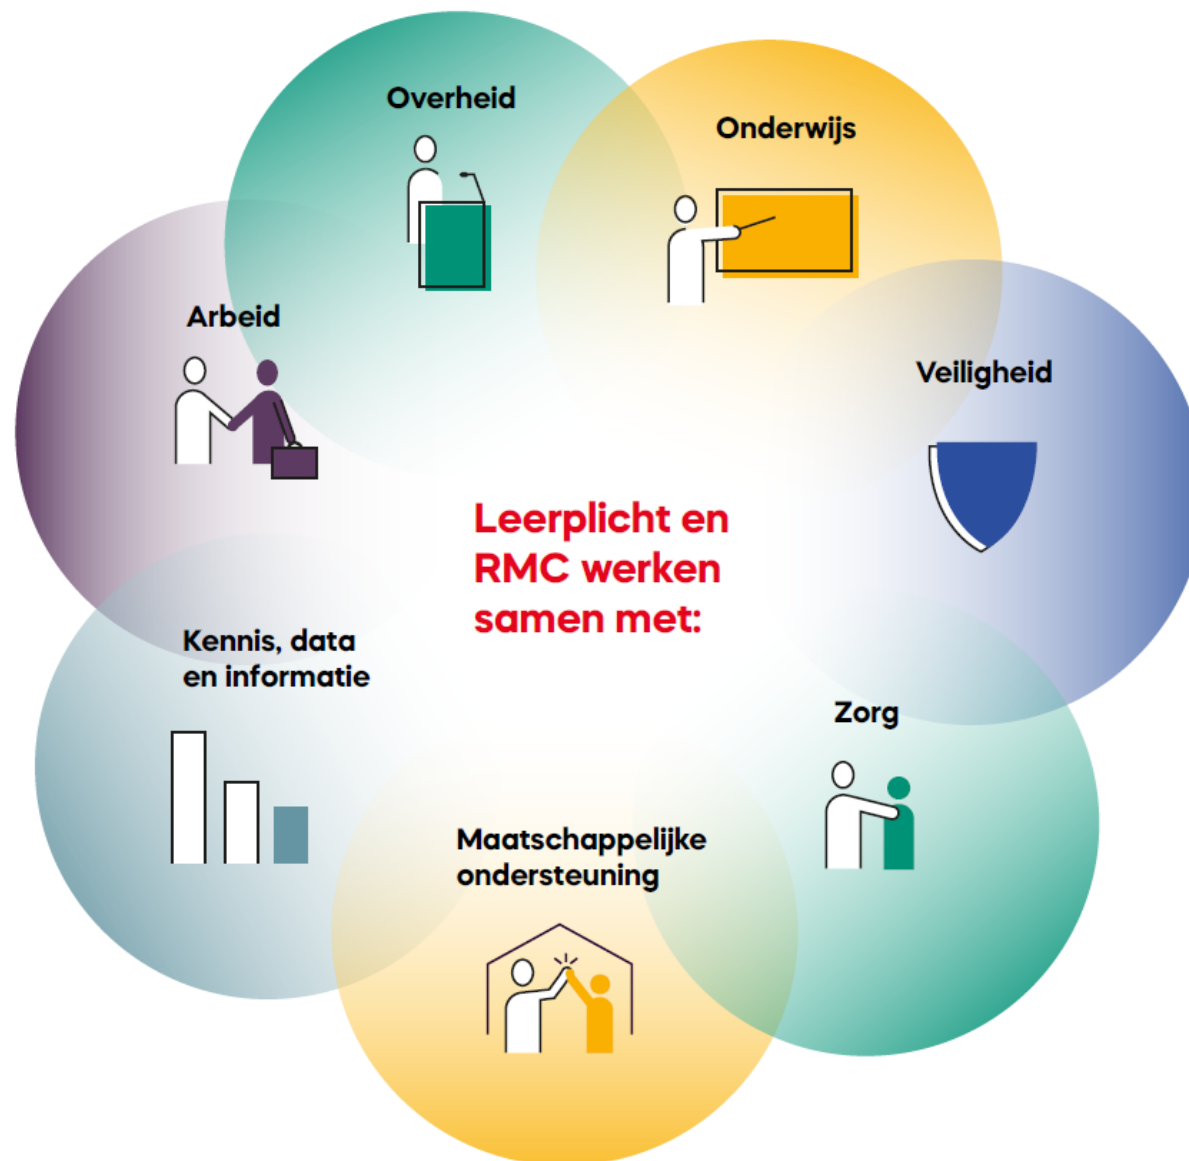 Overheid
Onderwijs
Veiligheid
Arbeid
Leerplicht en
RMC werken
samen met:
Kennis, data
en informatie
Zorg
Maatschappelijke
ondersteuning